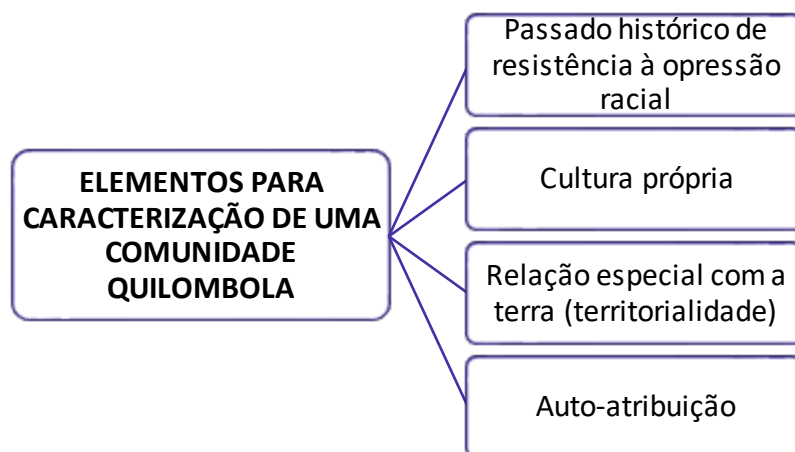 ELEMENTOS PARA
CARACTERIZAÇÃO DE UMA
COMUNIDADE
QUILOMBOLA
Passado histórico de
resistência à opressão
racial
Cultura própria
Relação especial com a
terra (territorialidade)
Auto-atribuição